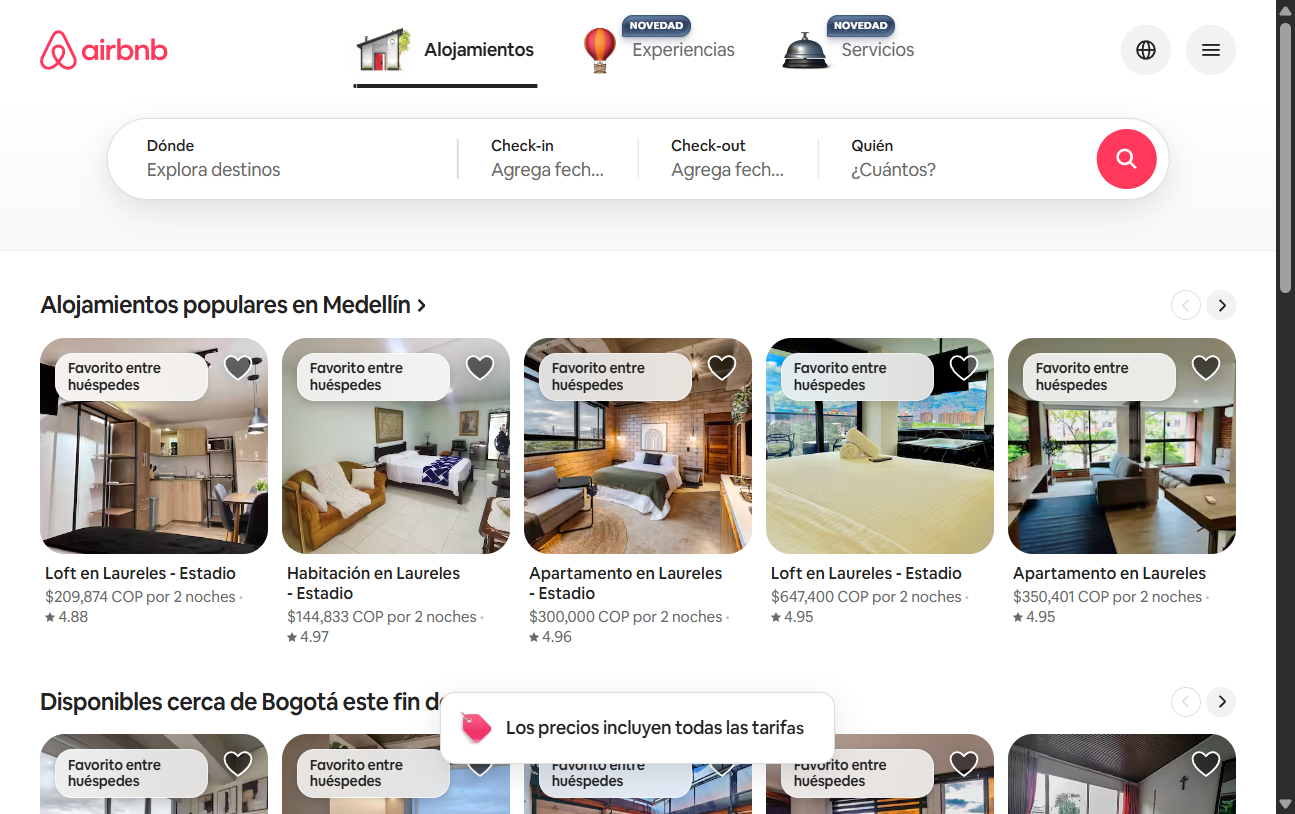 airbnb
Alojamientos
NOVEDAD
Experiencias
NOVEDAD
Servicios
Dónde
Explora destinos
Check-in
Agrega fech...
Check-out
Agrega fech...
Quién
¿Cuántos?
Alojamientos populares en Medellín
Favorito entre
huéspedes
Favorito entre
huéspedes
Favorito entre
huéspedes
Favorito entre
huéspedes
Favorito entre
huéspedes
Loft en Laureles - Estadio
$209,874 COP por 2 noches ·
★ 4.88
Habitación en Laureles
- Estadio
$144,833 COP por 2 noches ·
★ 4.97
Apartamento en Laureles
- Estadio
$300,000 COP por 2 noches ·
★ 4.96
Loft en Laureles - Estadio
$647,400 COP por 2 noches ·
★ 4.95
Apartamento en Laureles
$350,401 COP por 2 noches ·
★ 4.95
Disponibles cerca de Bogotá este fin
Los precios incluyen todas las tarifas
Favorito entre
huéspedes
Favorito entre
huéspedes
Favorito entre
huéspedes
Favorito entre
huéspedes